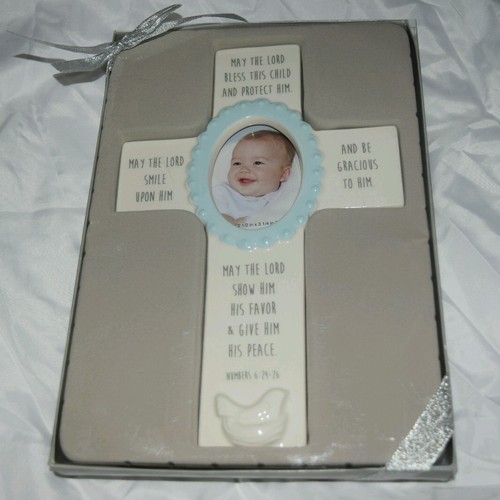 MAY THE LORD
BLESS THIS CHILD
AND PROTECT HIM.
MAY THE LORD
SMILE
UPON HIM
AND BE
GRACIOUS
TO HIM.
MAY THE LORD
SHOW HIM
HIS FAVOR
& GIVE HIM
HIS PEACE.
NUMBERS 6:24-26